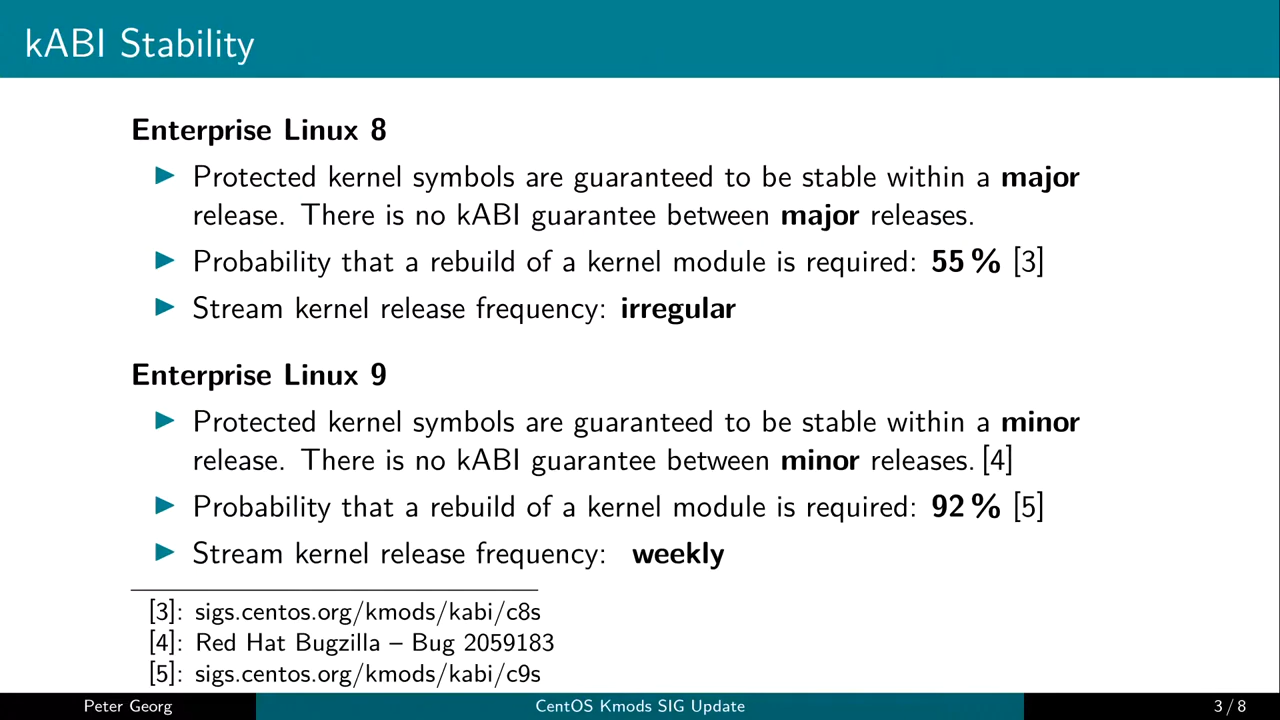 kABI Stability
Enterprise Linux 8
▶ Protected kernel symbols are guaranteed to be stable within a major
release. There is no kABI guarantee between major releases.
▶ Probability that a rebuild of a kernel module is required: 55 % [3]
▶ Stream kernel release frequency: irregular
Enterprise Linux 9
▶ Protected kernel symbols are guaranteed to be stable within a minor
release. There is no kABI guarantee between minor releases. [4]
▶ Probability that a rebuild of a kernel module is required: 92 % [5]
▶ Stream kernel release frequency: weekly
[3]: sigs.centos.org/kmods/kabi/c8s
[4]: Red Hat Bugzilla – Bug 2059183
[5]: sigs.centos.org/kmods/kabi/c9s
Peter Georg CentOS Kmods SIG Update 3 / 8